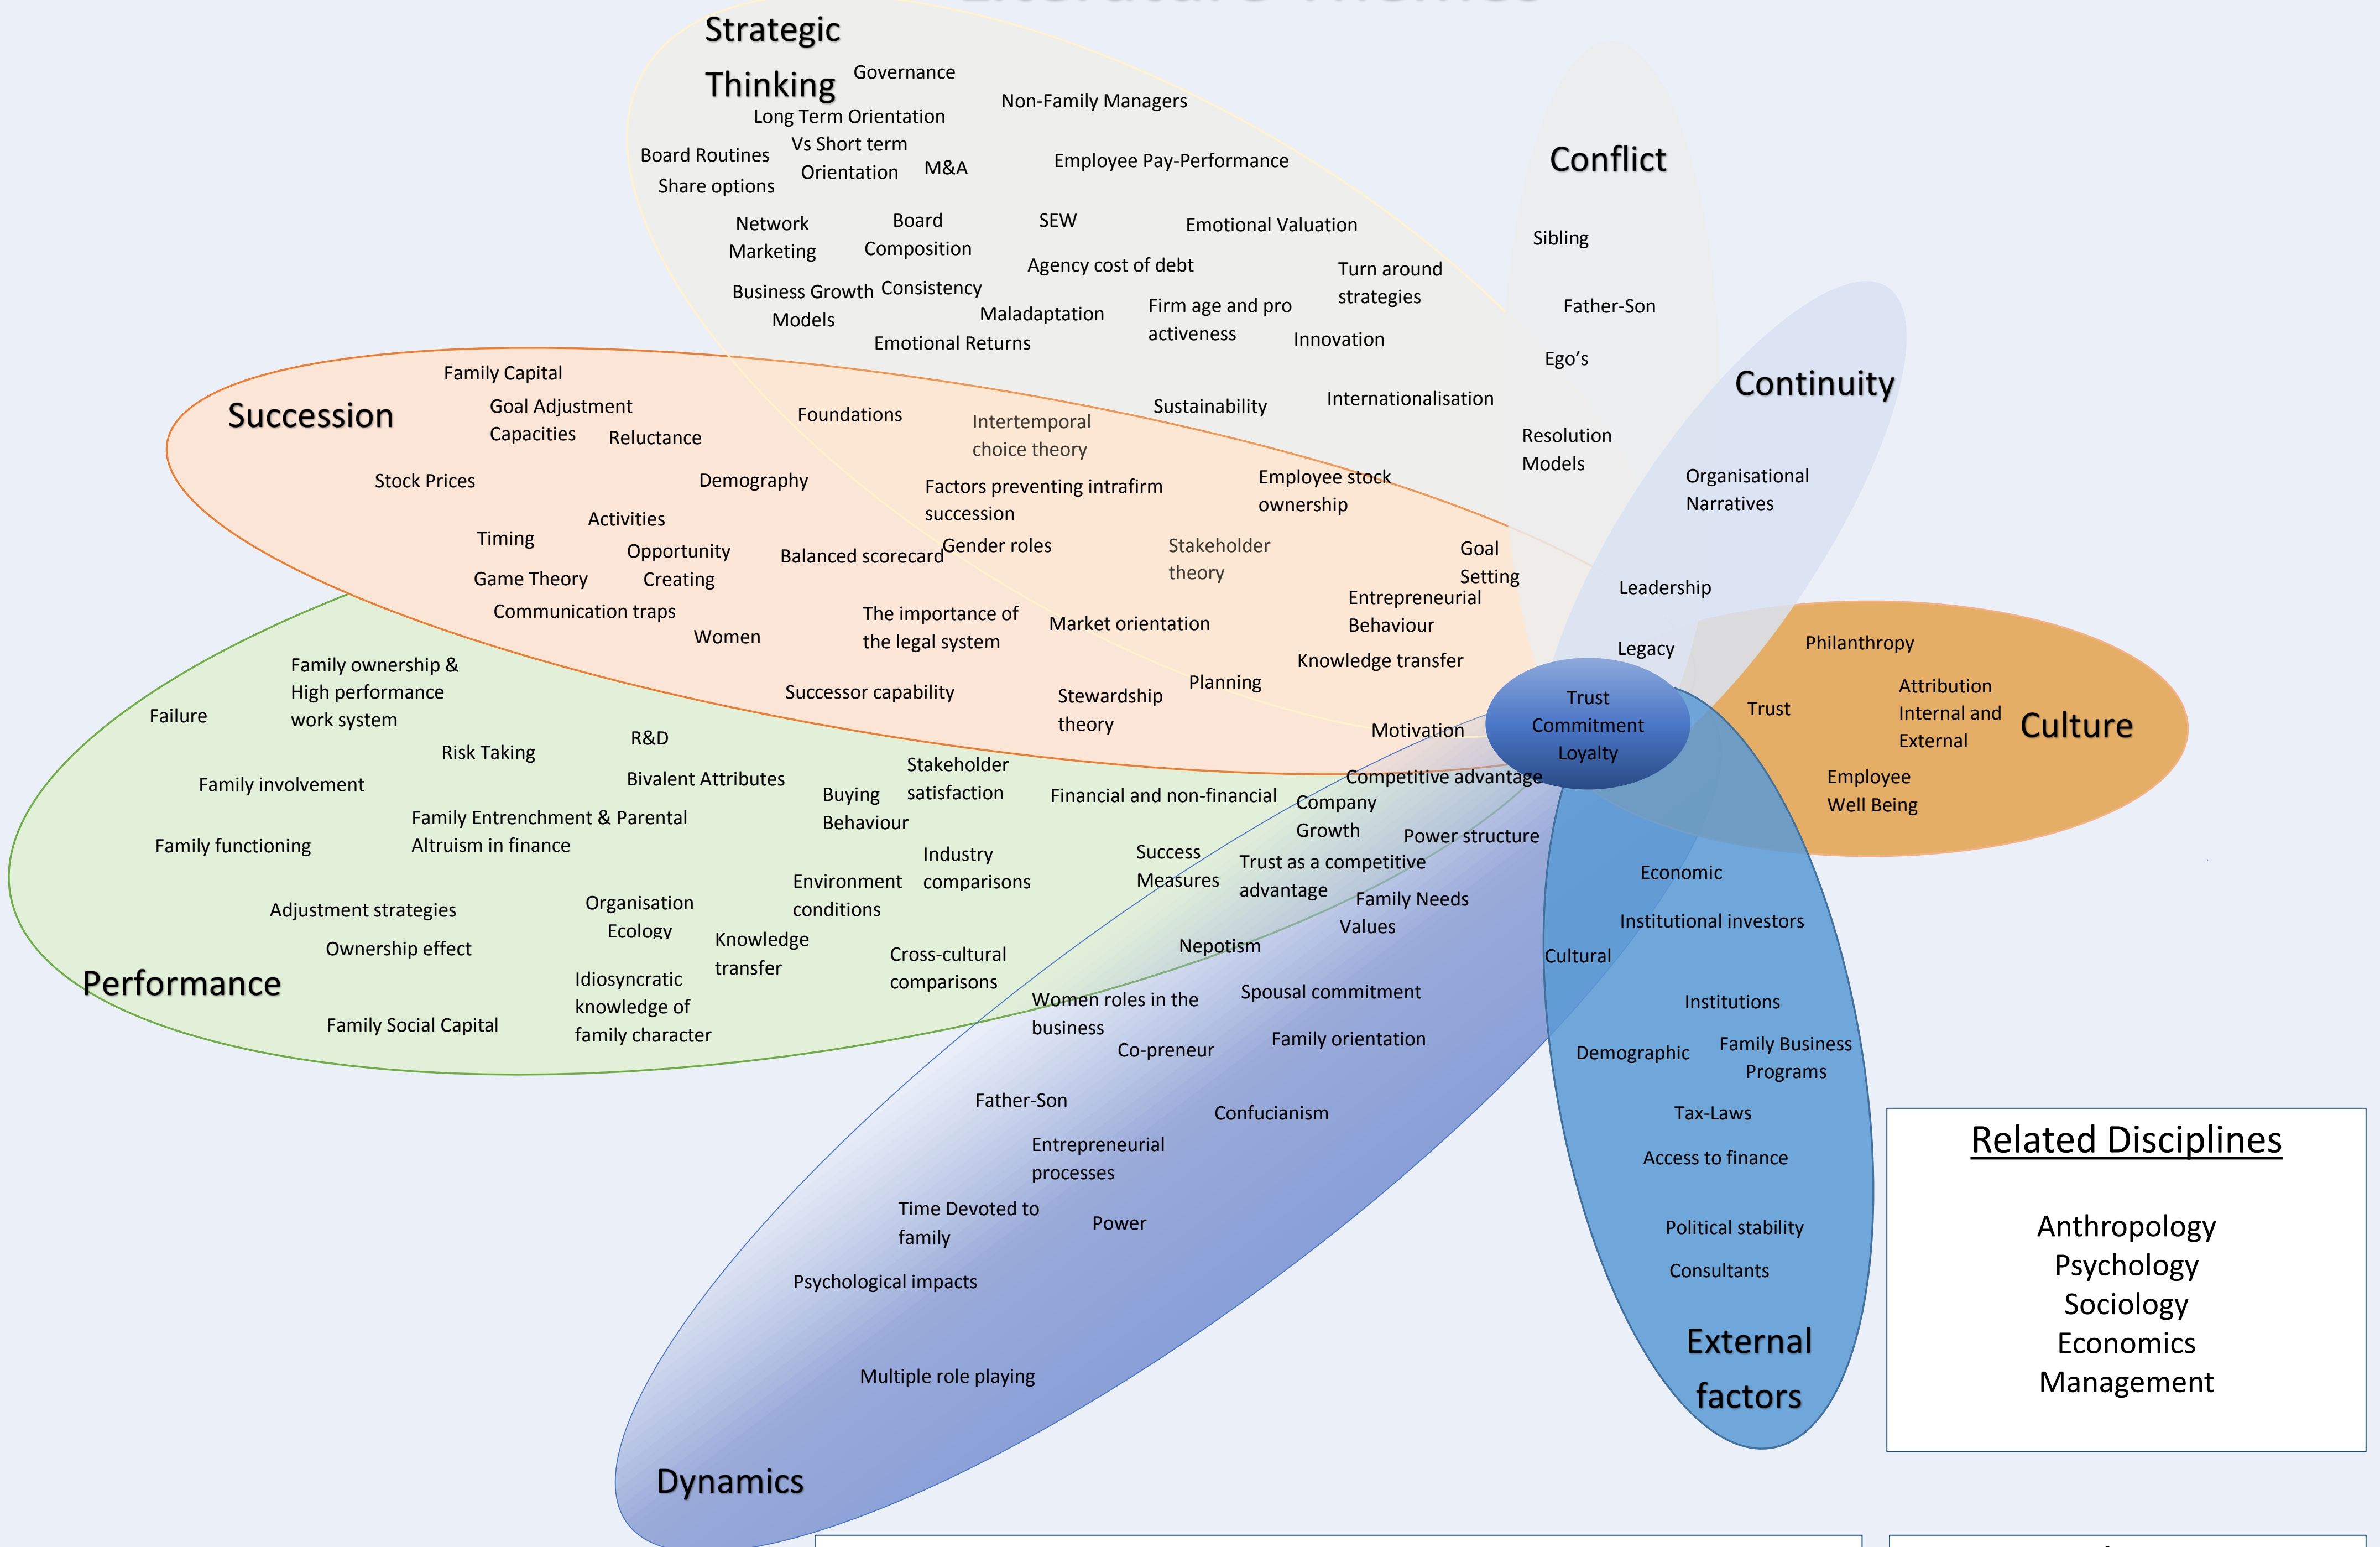 Literature Themes
Strategic
Thinking
Governance
Non-Family Managers
Long Term Orientation
Vs Short term
Orientation
Board Routines
Share options
M&A
Employee Pay-Performance
Network
Marketing
Board
Composition
SEW
Emotional Valuation
Agency cost of debt
Turn around
strategies
Business Growth
Models
Consistency
Maladaptation
Firm age and pro
activeness
Emotional Returns
Innovation
Sustainability
Internationalisation
Conflict
Sibling
Father-Son
Ego's
Resolution
Models
Continuity
Organisational
Narratives
Leadership
Legacy
Succession
Family Capital
Goal Adjustment
Capacities
Reluctance
Stock Prices
Demography
Foundations
Intertemporal
choice theory
Factors preventing intrafirm
succession
Employee stock
ownership
Activities
Timing
Opportunity
Creating
Game Theory
Balanced scorecard
Gender roles
Stakeholder
theory
Goal
Setting
Entrepreneurial
Behaviour
Communication traps
Women
The importance of
the legal system
Market orientation
Knowledge transfer
Planning
Successor capability
Stewardship
theory
Motivation
Trust
Commitment
Loyalty
Culture
Philanthropy
Trust
Attribution
Internal and
External
Employee
Well Being
Performance
Family ownership &
High performance
work system
Failure
Risk Taking
R&D
Family involvement
Bivalent Attributes
Buying
Behaviour
Stakeholder
satisfaction
Financial and non-financial
Competitive advantage
Company
Growth
Power structure
Family functioning
Family Entrenchment & Parental
Altruism in finance
Industry
comparisons
Success
Measures
Trust as a competitive
advantage
Environment
conditions
Family Needs
Values
Adjustment strategies
Organisation
Ecology
Ownership effect
Knowledge
transfer
Cross-cultural
comparisons
Nepotism
Idiosyncratic
knowledge of
family character
Family Social Capital
Women roles in the
business
Spousal commitment
Co-preneur
Family orientation
Father-Son
Confucianism
Entrepreneurial
processes
Time Devoted to
family
Power
Psychological impacts
Multiple role playing
Dynamics
Economic
Institutional investors
Cultural
Institutions
Demographic
Family Business
Programs
Tax-Laws
Access to finance
Political stability
Consultants
External
factors
Related Disciplines
Anthropology
Psychology
Sociology
Economics
Management